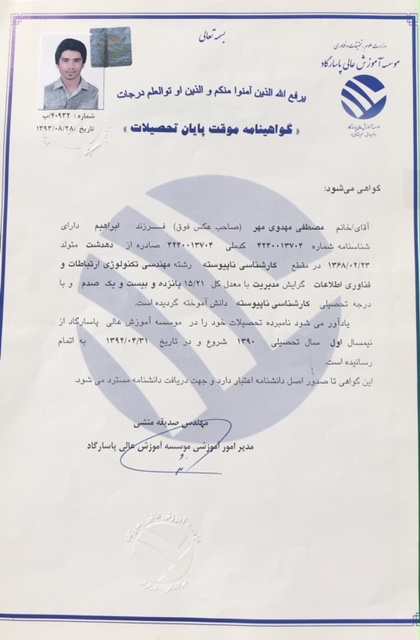 بسمه تعالی
وزارت علوم، تحقیقات و فناوری
موسسه آموزش عالی پاسارگاد
یرفع الله الذین آمنوا منکم و الذین او توالعلم درجات
« گواهینامه موقت پایان تحصیلات »
موسسه آموزش عالی پاسارگاد
شماره : ۴۰۹۳۲/پ
تاریخ : ۱۳۹۳/۰۸/۲۸
گواهی می‌شود:
آقای/خانم مصطفی مهدوی مهر (صاحب عکس فوق) فرزند ابراهیم دارای
شناسنامه شماره ۴۲۴۰۰۱۳۷۰۴ کدملی ۴۲۴۰۰۱۳۷۰۴ صادره از دهدشت متولد
۱۳۶۸/۰۲/۲۳ در مقطع کارشناسی ناپیوسته رشته مهندسی تکنولوژی ارتباطات و
فناوری اطلاعات گرایش مدیریت با معدل کل ۱۵/۲۱ پانزده و بیست و یک صدم و با
درجه تحصیلی کارشناسی ناپیوسته دانش آموخته گردیده است.
یادآور می شود نامبرده تحصیلات خود را در موسسه آموزش عالی پاسارگاد از
نیمسال اول سال تحصیلی ۱۳۹۰ شروع و در تاریخ ۱۳۹۲/۰۴/۳۱ به اتمام
رسانیده است.
این گواهی تا صدور اصل دانشنامه اعتبار دارد و جهت دریافت دانشنامه مسترد می شود.
مهندس صدیقه منشی
مدیر امور آموزشی موسسه آموزش عالی پاسارگاد